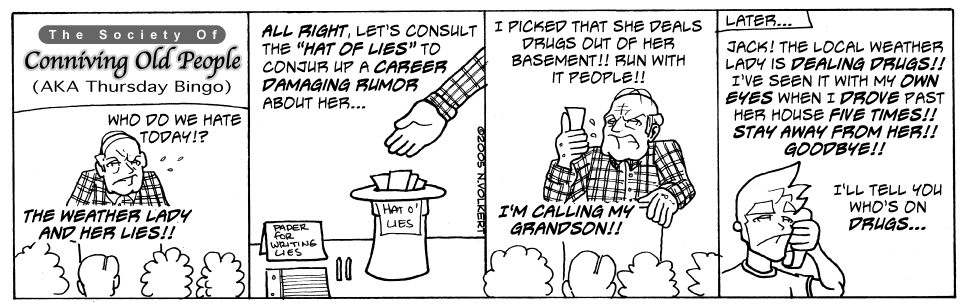 The Society Of
Conniving Old People
(AKA Thursday Bingo)
WHO DO WE HATE
TODAY!?
THE WEATHER LADY
AND HER LIES!!
ALL RIGHT, LET'S CONSULT
THE "HAT OF LIES" TO
CONJUR UP A CAREER
DAMAGING RUMOR
ABOUT HER...
HAT O'
LIES
PAPER
FOR
WRITING
LIES
©2005 N.VOLKERT
I PICKED THAT SHE DEALS
DRUGS OUT OF HER
BASEMENT!! RUN WITH
IT PEOPLE!!
I'M CALLING MY
GRANDSON!!
LATER...
JACK! THE LOCAL WEATHER
LADY IS DEALING DRUGS!!
I'VE SEEN IT WITH MY OWN
EYES WHEN I DROVE PAST
HER HOUSE FIVE TIMES!!
STAY AWAY FROM HER!!
GOODBYE!!
I'LL TELL YOU
WHO'S ON
DRUGS...